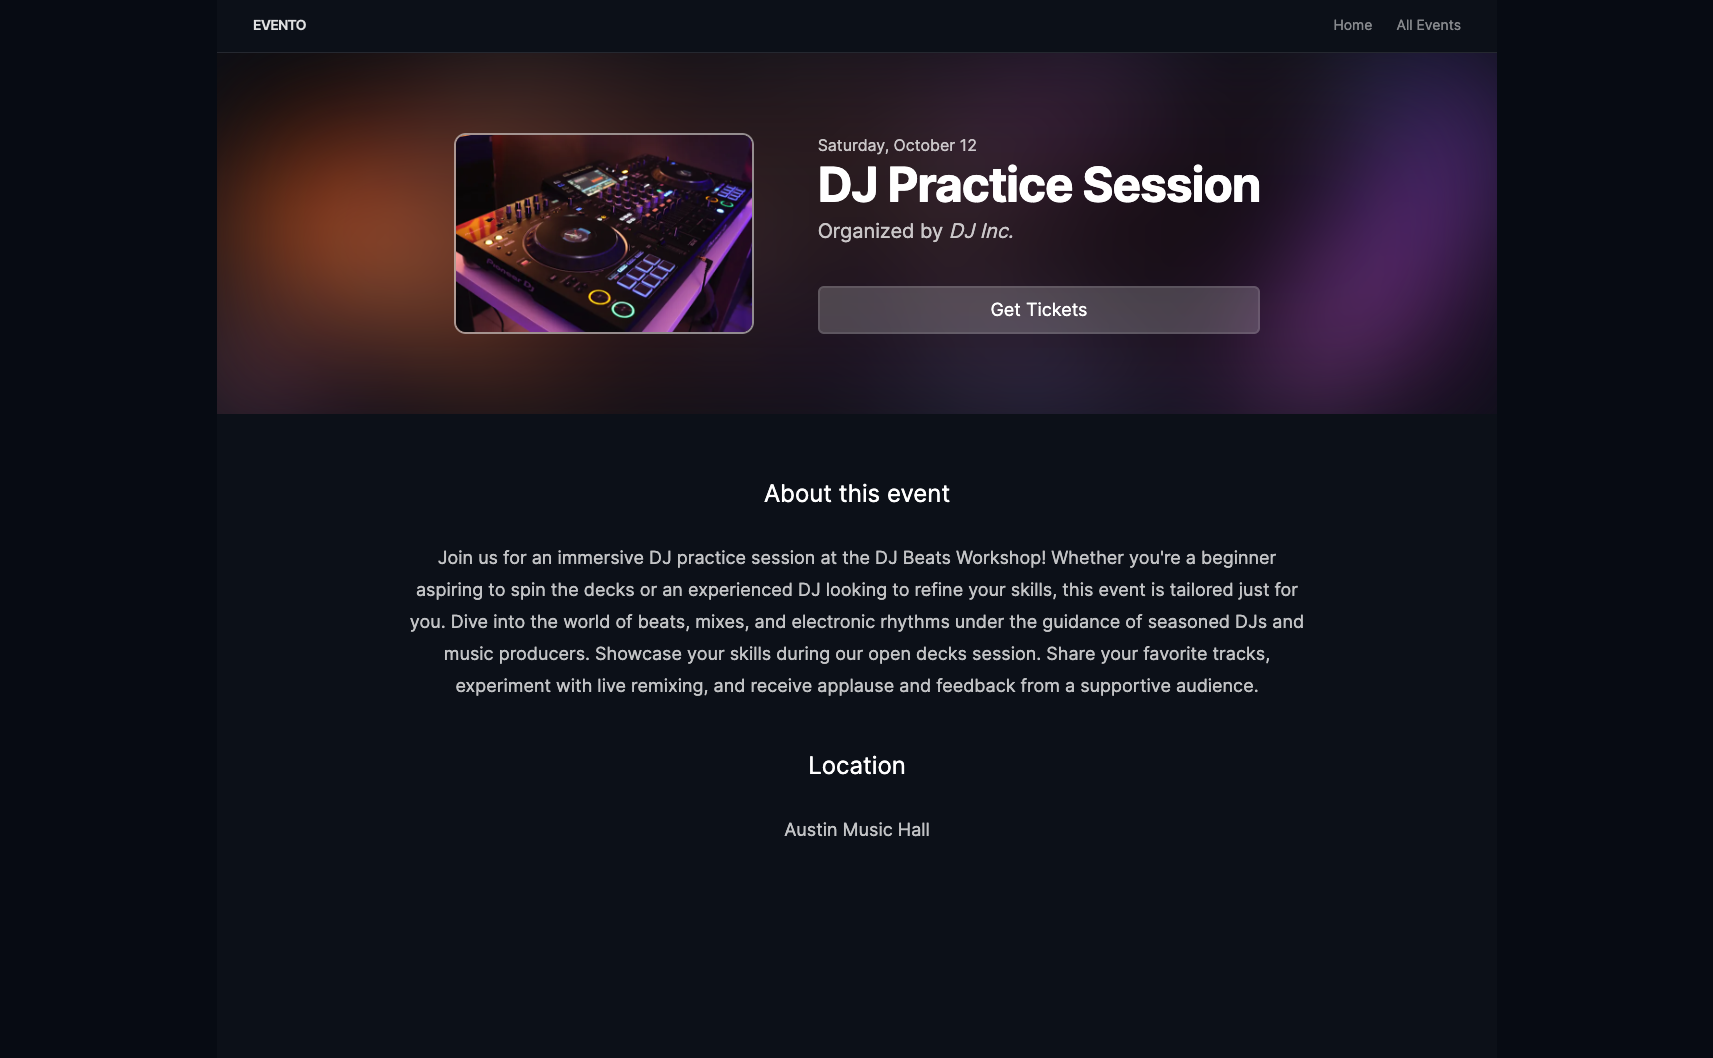 EVENTO
Home
All Events
Saturday, October 12
DJ Practice Session
Organized by DJ Inc.
Get Tickets
About this event
Join us for an immersive DJ practice session at the DJ Beats Workshop! Whether you're a beginner
aspiring to spin the decks or an experienced DJ looking to refine your skills, this event is tailored just for
you. Dive into the world of beats, mixes, and electronic rhythms under the guidance of seasoned DJs and
music producers. Showcase your skills during our open decks session. Share your favorite tracks,
experiment with live remixing, and receive applause and feedback from a supportive audience.
Location
Austin Music Hall